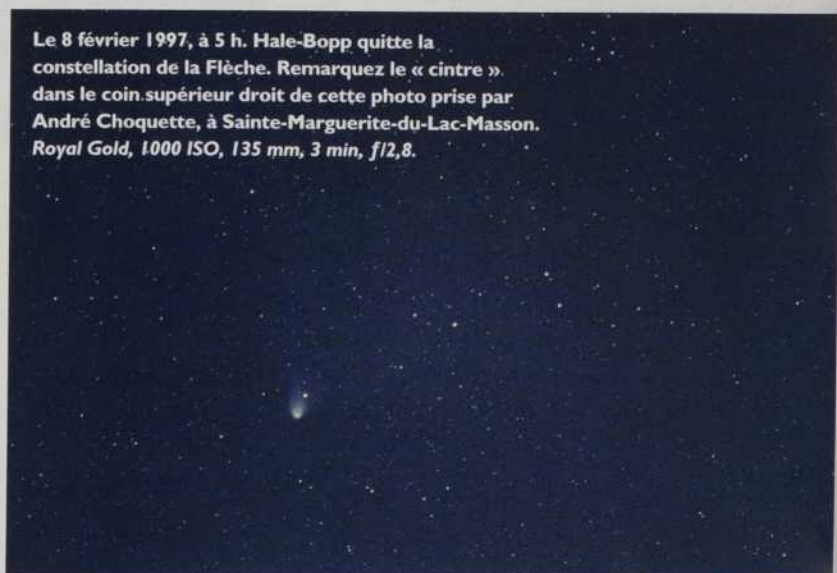 Le 8 février 1997, à 5 h. Hale-Bopp quitte la
constellation de la Flèche. Remarquez le « cintre »
dans le coin supérieur droit de cette photo prise par
André Choquette, à Sainte-Marguerite-du-Lac-Masson.
Royal Gold, 1000 ISO, 135 mm, 3 min, f/2,8.